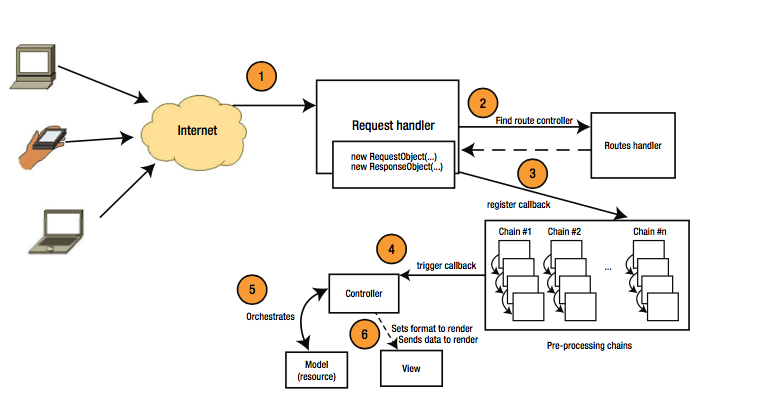 1
Internet
Request handler
new RequestObject(...)
new ResponseObject(...)
2
Find route controller
Routes handler
3
register callback
Chain #1
Chain #2
...
Chain #n
Pre-processing chains
4
trigger callback
Controller
5
Orchestrates
6
Sets format to render
Sends data to render
Model
(resource)
View